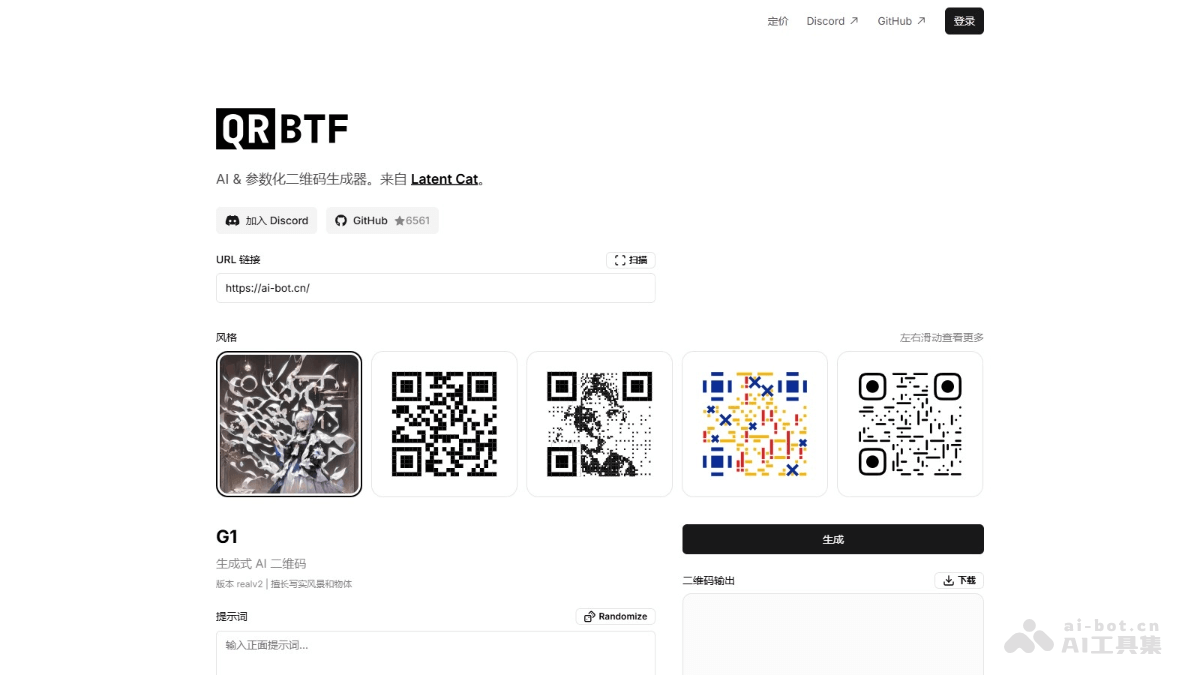 定价 Discord ↗ GitHub ↗ 登录
QRBTF
AI & 参数化二维码生成器。来自 Latent Cat。
加入 Discord GitHub ★6561
URL 链接 扫描
https://ai-bot.cn/
风格 左右滑动查看更多
G1 生成
生成式 AI 二维码
版本 realv2 | 擅长写实风景和物体
二维码输出 下载
提示词 Randomize
输入正面提示词...
ai-bot.cn
AI工具集